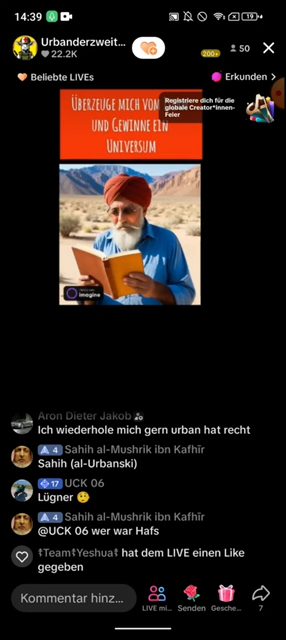 14:39
19
Urbanderzweit...
22.2K
200+
50
Beliebte LIVEs
Erkunden >
ÜBERZEUGE MICH VOM
UND GEWINNE EIN
UNIVERSUM
Registriere dich für die
globale Creator*innen-
Feier
imagine
Aron Dieter Jakob
Ich wiederhole mich gern urban hat recht
4 Sahih al-Mushrik ibn Kafhīr
Sahih (al-Urbanski)
17 UCK 06
Lügner 🤥
4 Sahih al-Mushrik ibn Kafhīr
@UCK 06 wer war Hafs
☦Team☦Yeshua☦ hat dem LIVE einen Like
gegeben
Kommentar hinz...
LIVE mi...
Senden
Gesche...
7